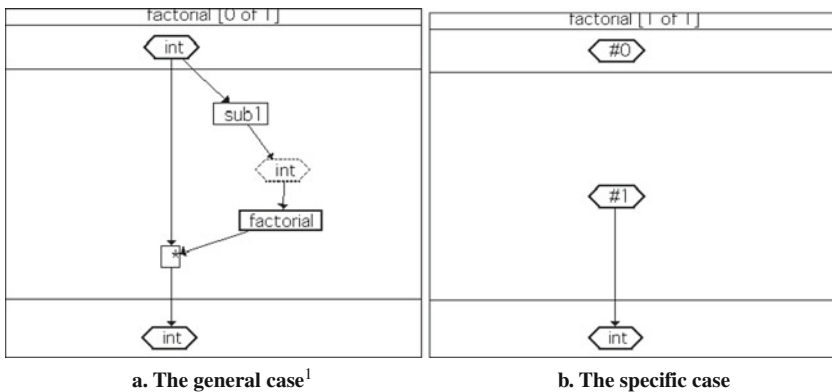 factorial [0 of 1]
int
sub1
int
factorial
*
int
a. The general case1
factorial [1 of 1]
#0
#1
int
b. The specific case